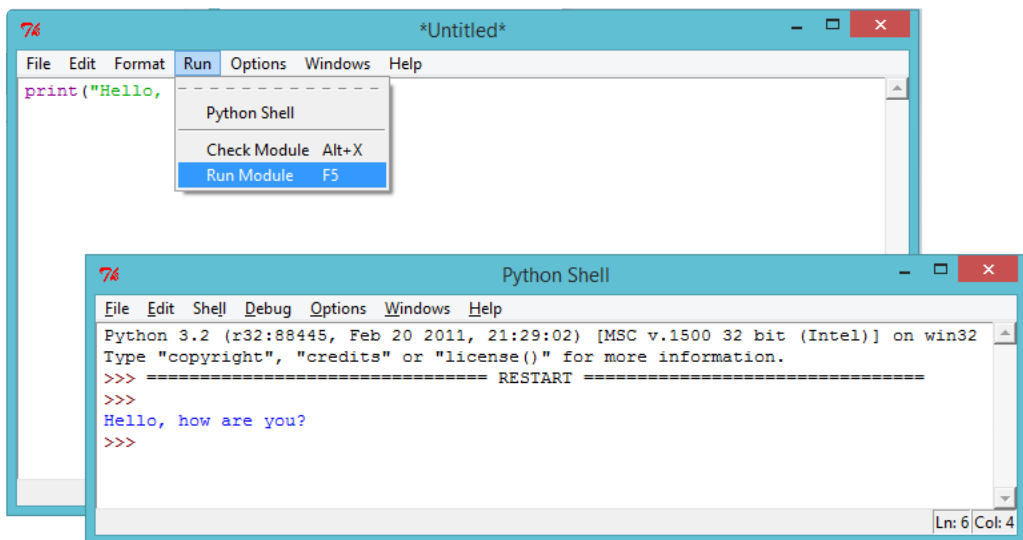 *Untitled*
File Edit Format Run Options Windows Help
print("Hello,
Python Shell
Check Module Alt+X
Run Module F5
Python Shell
File Edit Shell Debug Options Windows Help
Python 3.2 (r32:88445, Feb 20 2011, 21:29:02) [MSC v.1500 32 bit (Intel)] on win32
Type "copyright", "credits" or "license()" for more information.
>>> ================================ RESTART ================================
>>>
Hello, how are you?
>>>
Ln: 6 Col: 4